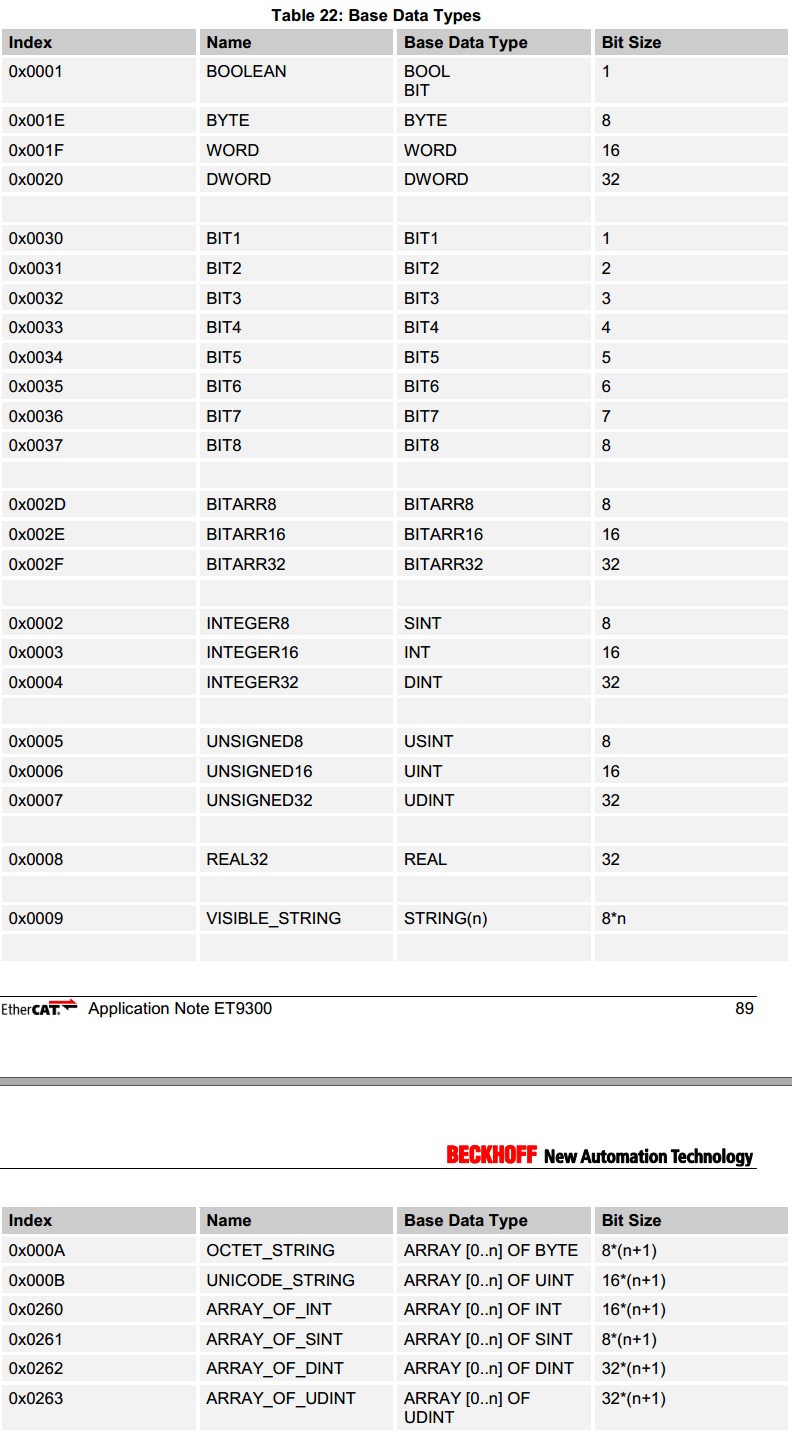 Table 22: Base Data Types
Index Name Base Data Type Bit Size
0x0001 BOOLEAN BOOL 1
BIT
0x001E BYTE BYTE 8
0x001F WORD WORD 16
0x0020 DWORD DWORD 32
0x0030 BIT1 BIT1 1
0x0031 BIT2 BIT2 2
0x0032 BIT3 BIT3 3
0x0033 BIT4 BIT4 4
0x0034 BIT5 BIT5 5
0x0035 BIT6 BIT6 6
0x0036 BIT7 BIT7 7
0x0037 BIT8 BIT8 8
0x002D BITARR8 BITARR8 8
0x002E BITARR16 BITARR16 16
0x002F BITARR32 BITARR32 32
0x0002 INTEGER8 SINT 8
0x0003 INTEGER16 INT 16
0x0004 INTEGER32 DINT 32
0x0005 UNSIGNED8 USINT 8
0x0006 UNSIGNED16 UINT 16
0x0007 UNSIGNED32 UDINT 32
0x0008 REAL32 REAL 32
0x0009 VISIBLE_STRING STRING(n) 8*n
EtherCAT. Application Note ET9300 89
BECKHOFF New Automation Technology
Index Name Base Data Type Bit Size
0x000A OCTET_STRING ARRAY [0..n] OF BYTE 8*(n+1)
0x000B UNICODE_STRING ARRAY [0..n] OF UINT 16*(n+1)
0x0260 ARRAY_OF_INT ARRAY [0..n] OF INT 16*(n+1)
0x0261 ARRAY_OF_SINT ARRAY [0..n] OF SINT 8*(n+1)
0x0262 ARRAY_OF_DINT ARRAY [0..n] OF DINT 32*(n+1)
0x0263 ARRAY_OF_UDINT ARRAY [0..n] OF 32*(n+1)
UDINT